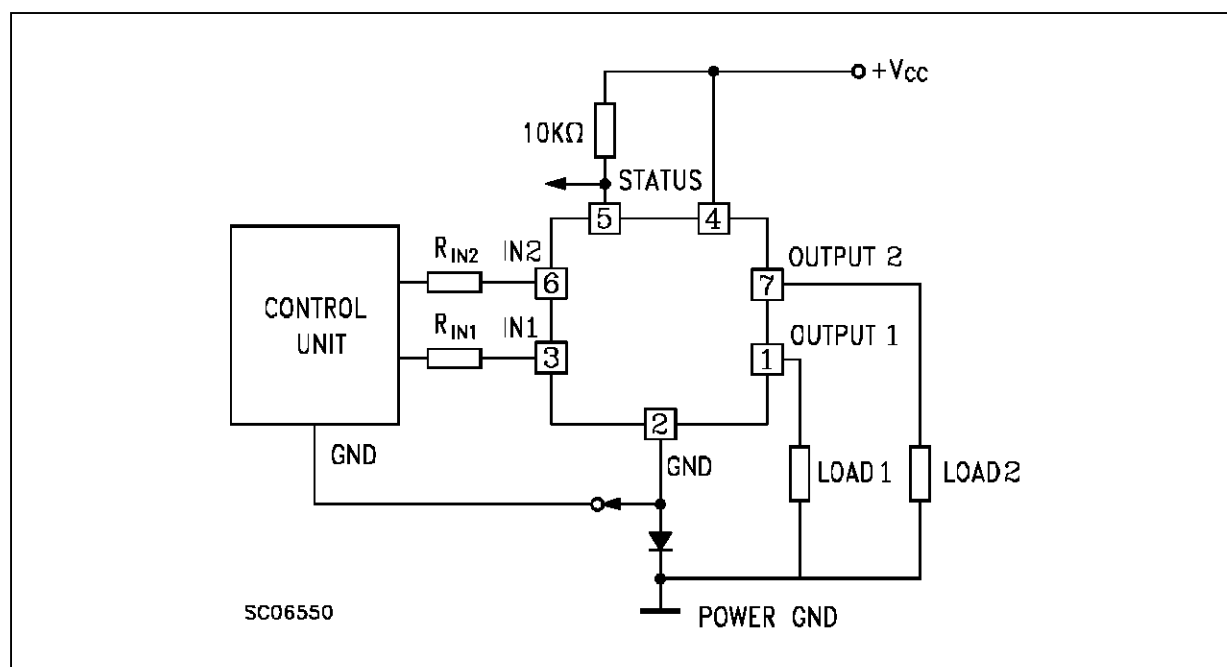 +VCC
10KΩ
STATUS
5
4
RIN2
IN2
OUTPUT 2
6
7
CONTROL
UNIT
RIN1
IN1
OUTPUT 1
3
1
2
GND
GND
LOAD 1
LOAD 2
SC06550
POWER GND